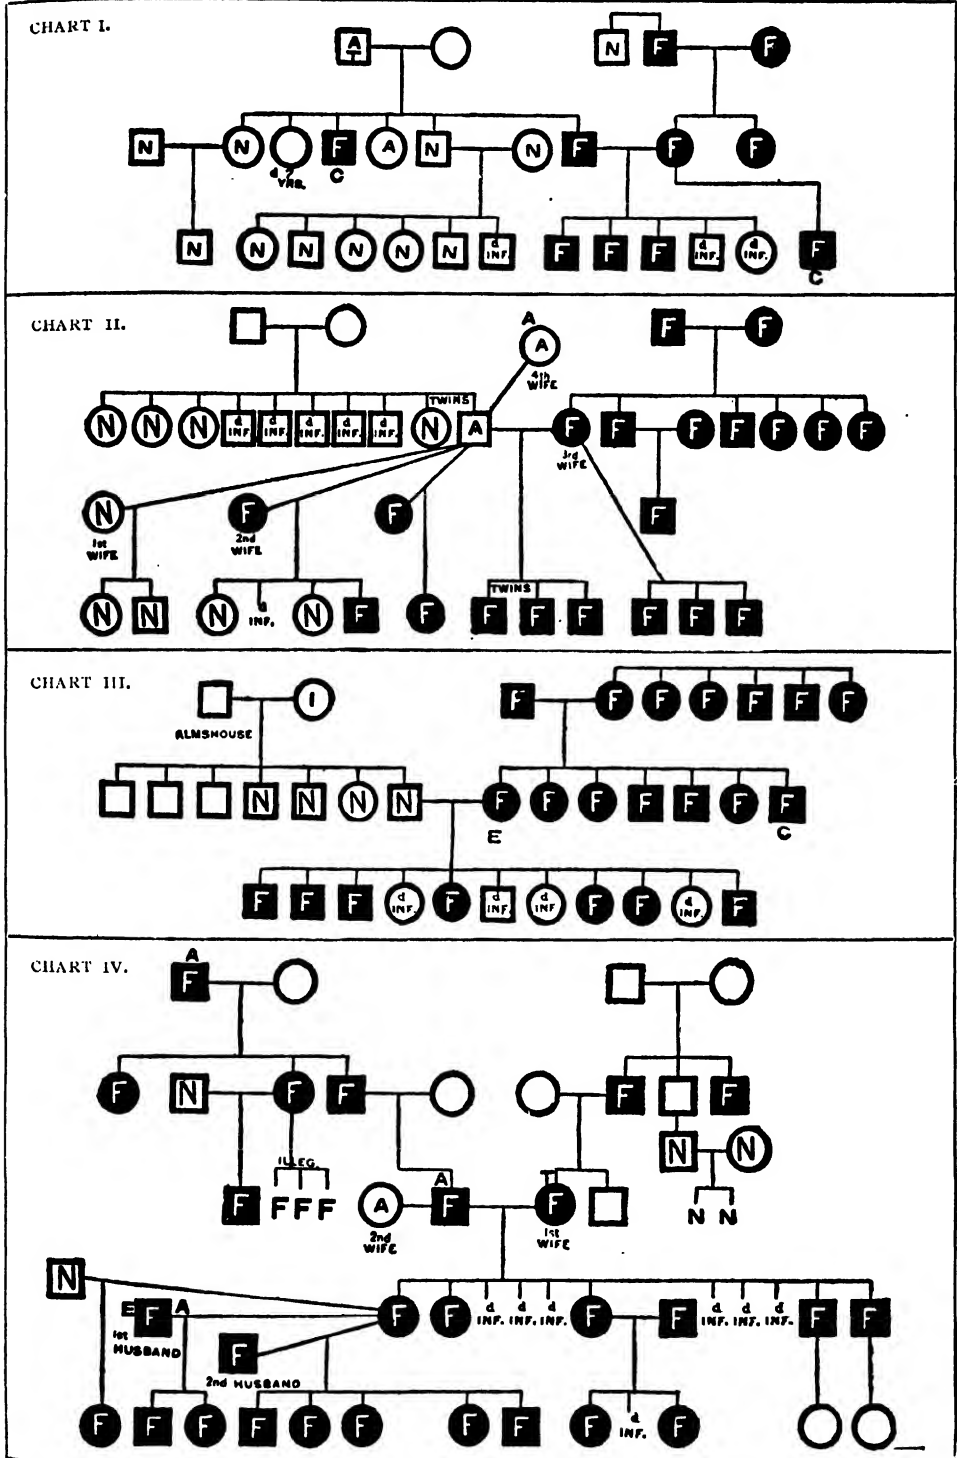 CHART I.
A
T
N F F
N N A N N F F F
F
d 7
YRS.
C
N N N N N N d
INF.
F F F d
INF.
d
INF.
F
C
CHART II.
A
A
4th
WIFE
F F
TWINS
N N N d
INF.
d
INF.
d
INF.
d
INF.
d
INF.
N A F F F F F F F
3rd
WIFE
N F F F
1st
WIFE
2nd
WIFE
TWINS
N N N d
INF.
N F F F F F F F F
CHART III.
I F F F F F F F
ALMSHOUSE
N N N N F F F F F F F
E C
F F F d
INF.
F d
INF.
d
INF.
F F d
INF.
F
CHART IV.
A
F
F N F F F F
N N
ILLEG.
F F F F A A
F
T
F N N
2nd
WIFE
1st
WIFE
N
E F A F F d
INF.
d
INF.
d
INF.
F F d
INF.
d
INF.
d
INF.
F F
1st
HUSBAND
F
2nd HUSBAND
F F F F F F F F F d
INF.
F